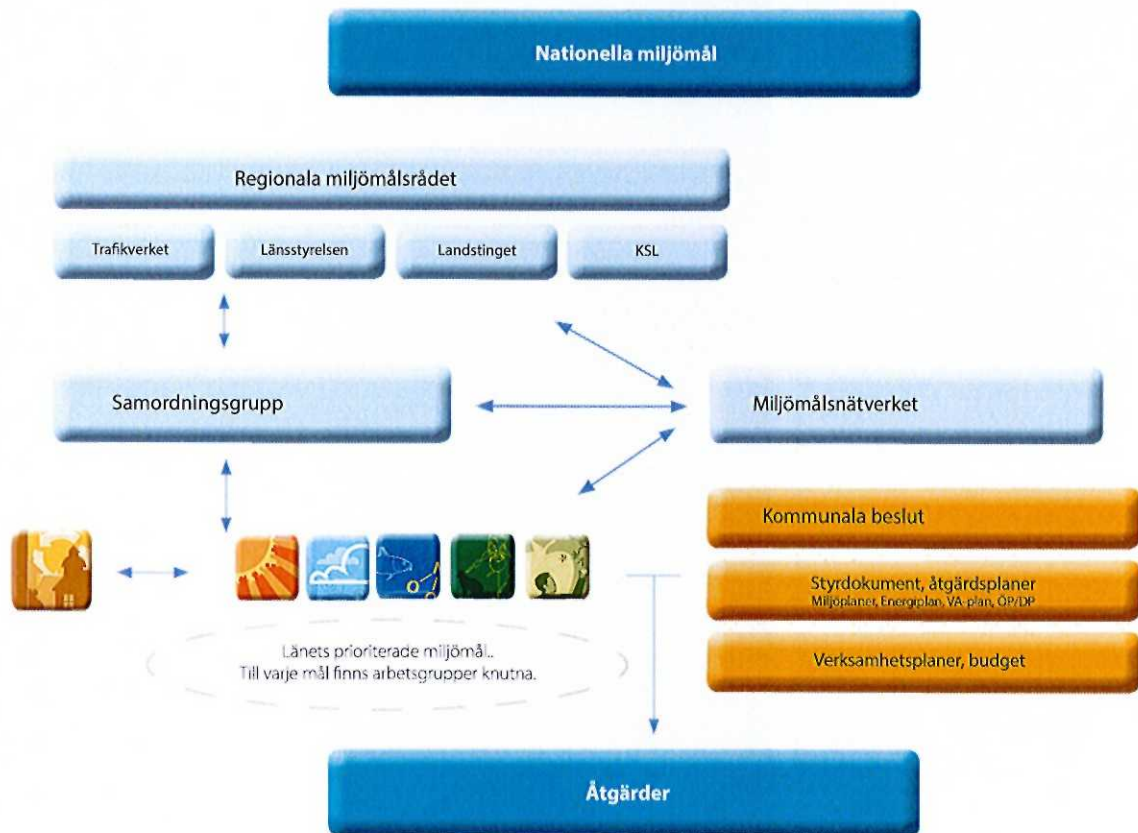 Nationella miljömål
Regionala miljömålsrådet
Trafikverket
Länsstyrelsen
Landstinget
KSL
Samordningsgrupp
Miljömålsnätverket
Kommunala beslut
Styrdokument, åtgärdsplaner
Miljöplaner, Energiplan, VA-plan, ÖP/DP
Verksamhetsplaner, budget
Länets prioriterade miljömål..
Till varje mål finns arbetsgrupper knutna.
Åtgärder